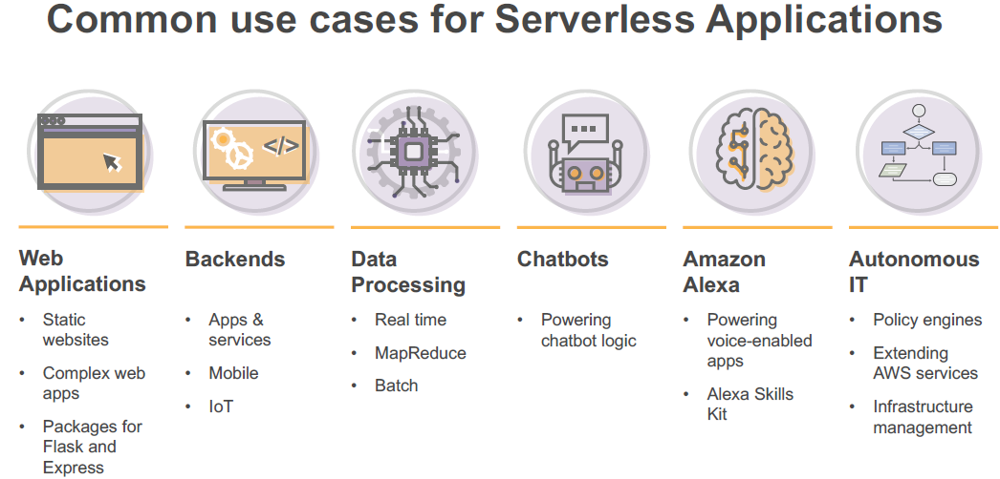 Common use cases for Serverless Applications
</>
Web
Applications
• Static
websites
• Complex web
apps
• Packages for
Flask and
Express
Backends
• Apps &
services
• Mobile
• IoT
Data
Processing
• Real time
• MapReduce
• Batch
Chatbots
• Powering
chatbot logic
Amazon
Alexa
• Powering
voice-enabled
apps
• Alexa Skills
Kit
Autonomous
IT
• Policy engines
• Extending
AWS services
• Infrastructure
management